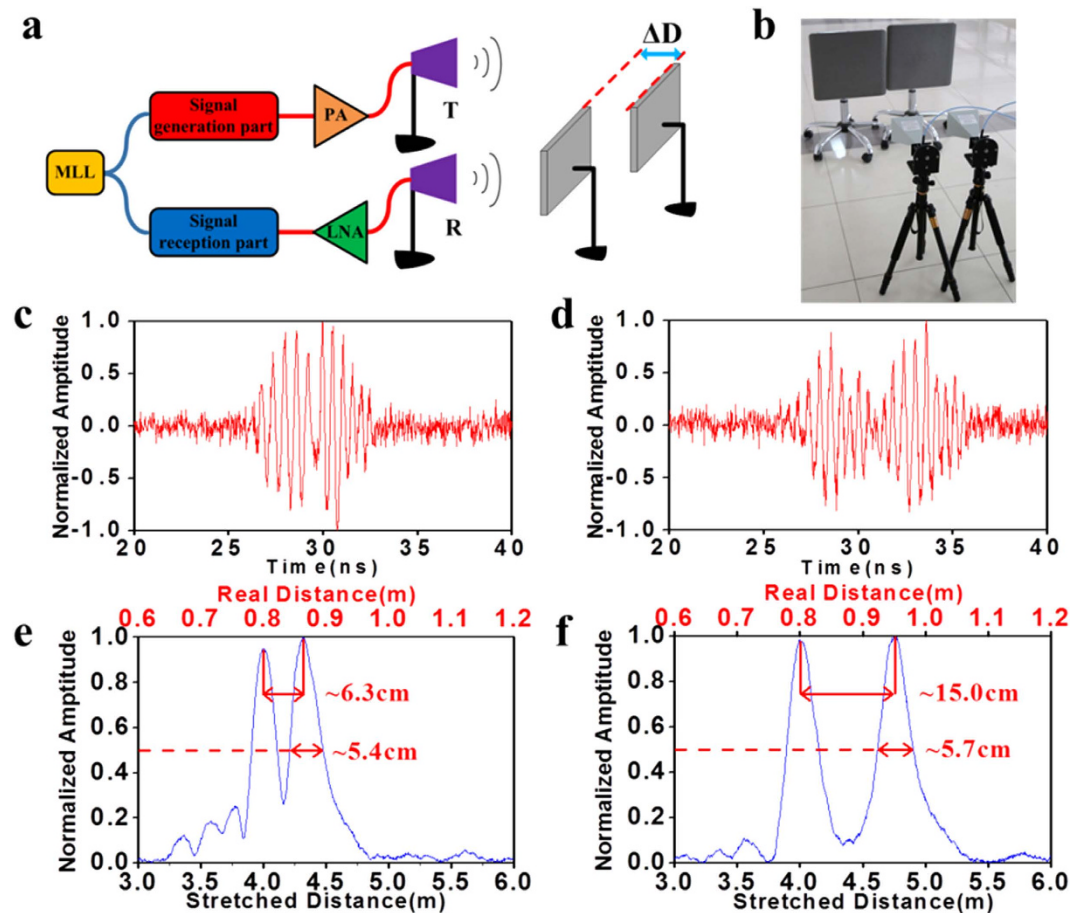 a
ΔD
b
Signal
generation part
PA
T
MLL
Signal
reception part
LNA
R
c
Normalized Amptitude
1.0
0.5
0.0
-0.5
-1.0
20 25 30 35 40
Time(ns)
d
Normalized Amptitude
1.0
0.5
0.0
-0.5
-1.0
20 25 30 35 40
Time(ns)
e
Real Distance(m)
0.6 0.7 0.8 0.9 1.0 1.1 1.2
Normalized Amptitude
1.0
0.8
0.6
0.4
0.2
0.0
~6.3cm
~5.4cm
3.0 3.5 4.0 4.5 5.0 5.5 6.0
Stretched Distance(m)
f
Real Distance(m)
0.6 0.7 0.8 0.9 1.0 1.1 1.2
Normalized Amptitude
1.0
0.8
0.6
0.4
0.2
0.0
~15.0cm
~5.7cm
3.0 3.5 4.0 4.5 5.0 5.5 6.0
Stretched Distance(m)